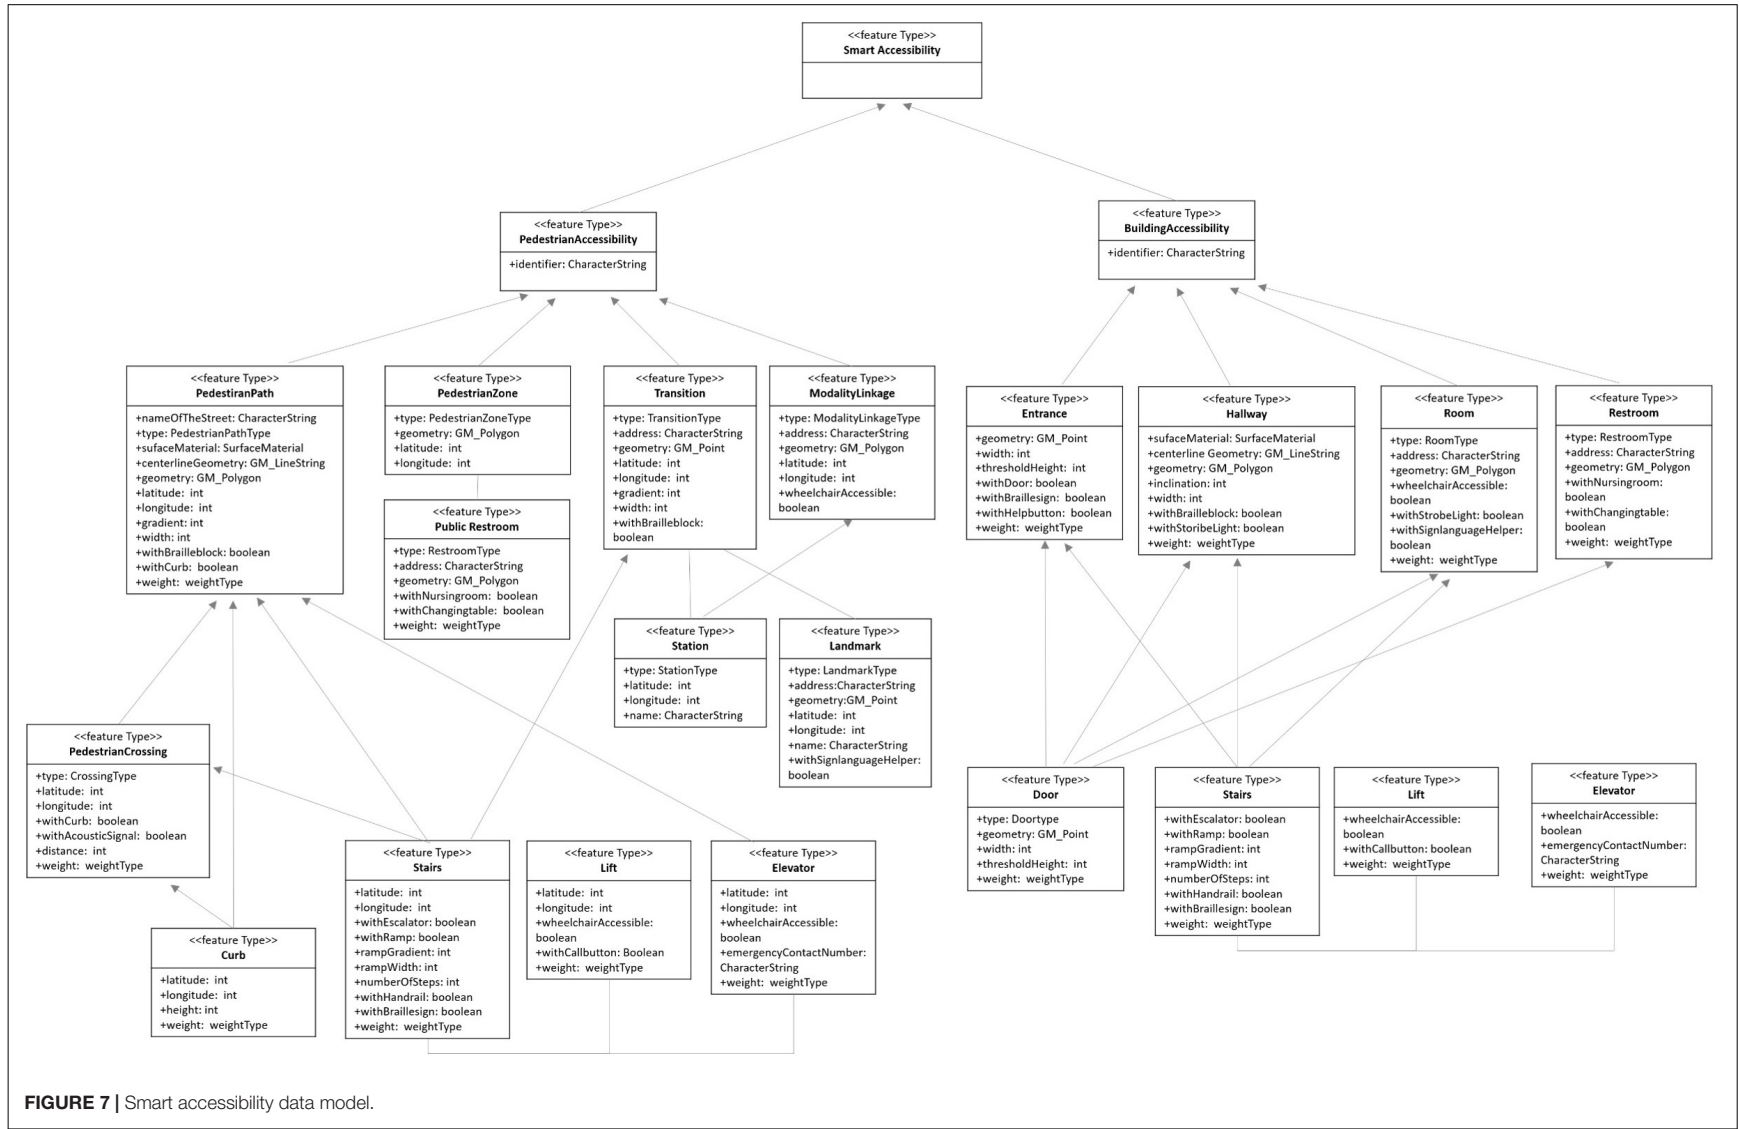 <<feature Type>>
Smart Accessibility
<<feature Type>>
PedestrianAccessibility
+identifier: CharacterString
<<feature Type>>
BuildingAccessibility
+identifier: CharacterString
<<feature Type>>
PedestiranPath
+nameOfTheStreet: CharacterString
+type: PedestrianPathType
+sufaceMaterial: SurfaceMaterial
+centerlineGeometry: GM_LineString
+geometry: GM_Polygon
+latitude: int
+longitude: int
+gradient: int
+width: int
+withBrailleblock: boolean
+withCurb: boolean
+weight: weightType
<<feature Type>>
PedestrianZone
+type: PedestrianZoneType
+geometry: GM_Polygon
+latitude: int
+longitude: int
<<feature Type>>
Public Restroom
+type: RestroomType
+address: CharacterString
+geometry: GM_Polygon
+withNursingroom: boolean
+withChangingtable: boolean
+weight: weightType
<<feature Type>>
Transition
+type: TransitionType
+address: CharacterString
+geometry: GM_Point
+latitude: int
+longitude: int
+gradient: int
+width: int
+withBrailleblock:
boolean
<<feature Type>>
ModalityLinkage
+type: ModalityLinkageType
+address: CharacterString
+geometry: GM_Polygon
+latitude: int
+longitude: int
+wheelchairAccessible:
boolean
<<feature Type>>
Entrance
+geometry: GM_Point
+width: int
+thresholdHeight: int
+withDoor: boolean
+withBraillesign: boolean
+withHelpbutton: boolean
+weight: weightType
<<feature Type>>
Hallway
+sufaceMaterial: SurfaceMaterial
+centerline Geometry: GM_LineString
+geometry: GM_Polygon
+inclination: int
+width: int
+withBrailleblock: boolean
+withStoribeLight: boolean
+weight: weightType
<<feature Type>>
Room
+type: RoomType
+address: CharacterString
+geometry: GM_Polygon
+wheelchairAccessible:
boolean
+withStrobeLight: boolean
+withSignlanguageHelper:
boolean
+weight: weightType
<<feature Type>>
Restroom
+type: RestroomType
+address: CharacterString
+geometry: GM_Polygon
+withNursingroom:
boolean
+withChangingtable:
boolean
+weight: weightType
<<feature Type>>
Station
+type: StationType
+latitude: int
+longitude: int
+name: CharacterString
<<feature Type>>
Landmark
+type: LandmarkType
+address:CharacterString
+geometry:GM_Point
+latitude: int
+longitude: int
+name: CharacterString
+withSignlanguageHelper:
boolean
<<feature Type>>
PedestrianCrossing
+type: CrossingType
+latitude: int
+longitude: int
+withCurb: boolean
+withAcousticSignal: boolean
+distance: int
+weight: weightType
<<feature Type>>
Curb
+latitude: int
+longitude: int
+height: int
+weight: weightType
<<feature Type>>
Stairs
+latitude: int
+longitude: int
+withEscalator: boolean
+withRamp: boolean
+rampGradient: int
+rampWidth: int
+numberOfSteps: int
+withHandrail: boolean
+withBraillesign: boolean
+weight: weightType
<<feature Type>>
Lift
+latitude: int
+longitude: int
+wheelchairAccessible:
boolean
+withCallbutton: Boolean
+weight: weightType
<<feature Type>>
Elevator
+latitude: int
+longitude: int
+wheelchairAccessible:
boolean
+emergencyContactNumber:
CharacterString
+weight: weightType
<<feature Type>>
Door
+type: Doortype
+geometry: GM_Point
+width: int
+thresholdHeight: int
+weight: weightType
<<feature Type>>
Stairs
+withEscalator: boolean
+withRamp: boolean
+rampGradient: int
+rampWidth: int
+numberOfSteps: int
+withHandrail: boolean
+withBraillesign: boolean
+weight: weightType
<<feature Type>>
Lift
+wheelchairAccessible:
boolean
+withCallbutton: boolean
+weight: weightType
<<feature Type>>
Elevator
+wheelchairAccessible:
boolean
+emergencyContactNumber:
CharacterString
+weight: weightType
FIGURE 7 | Smart accessibility data model.